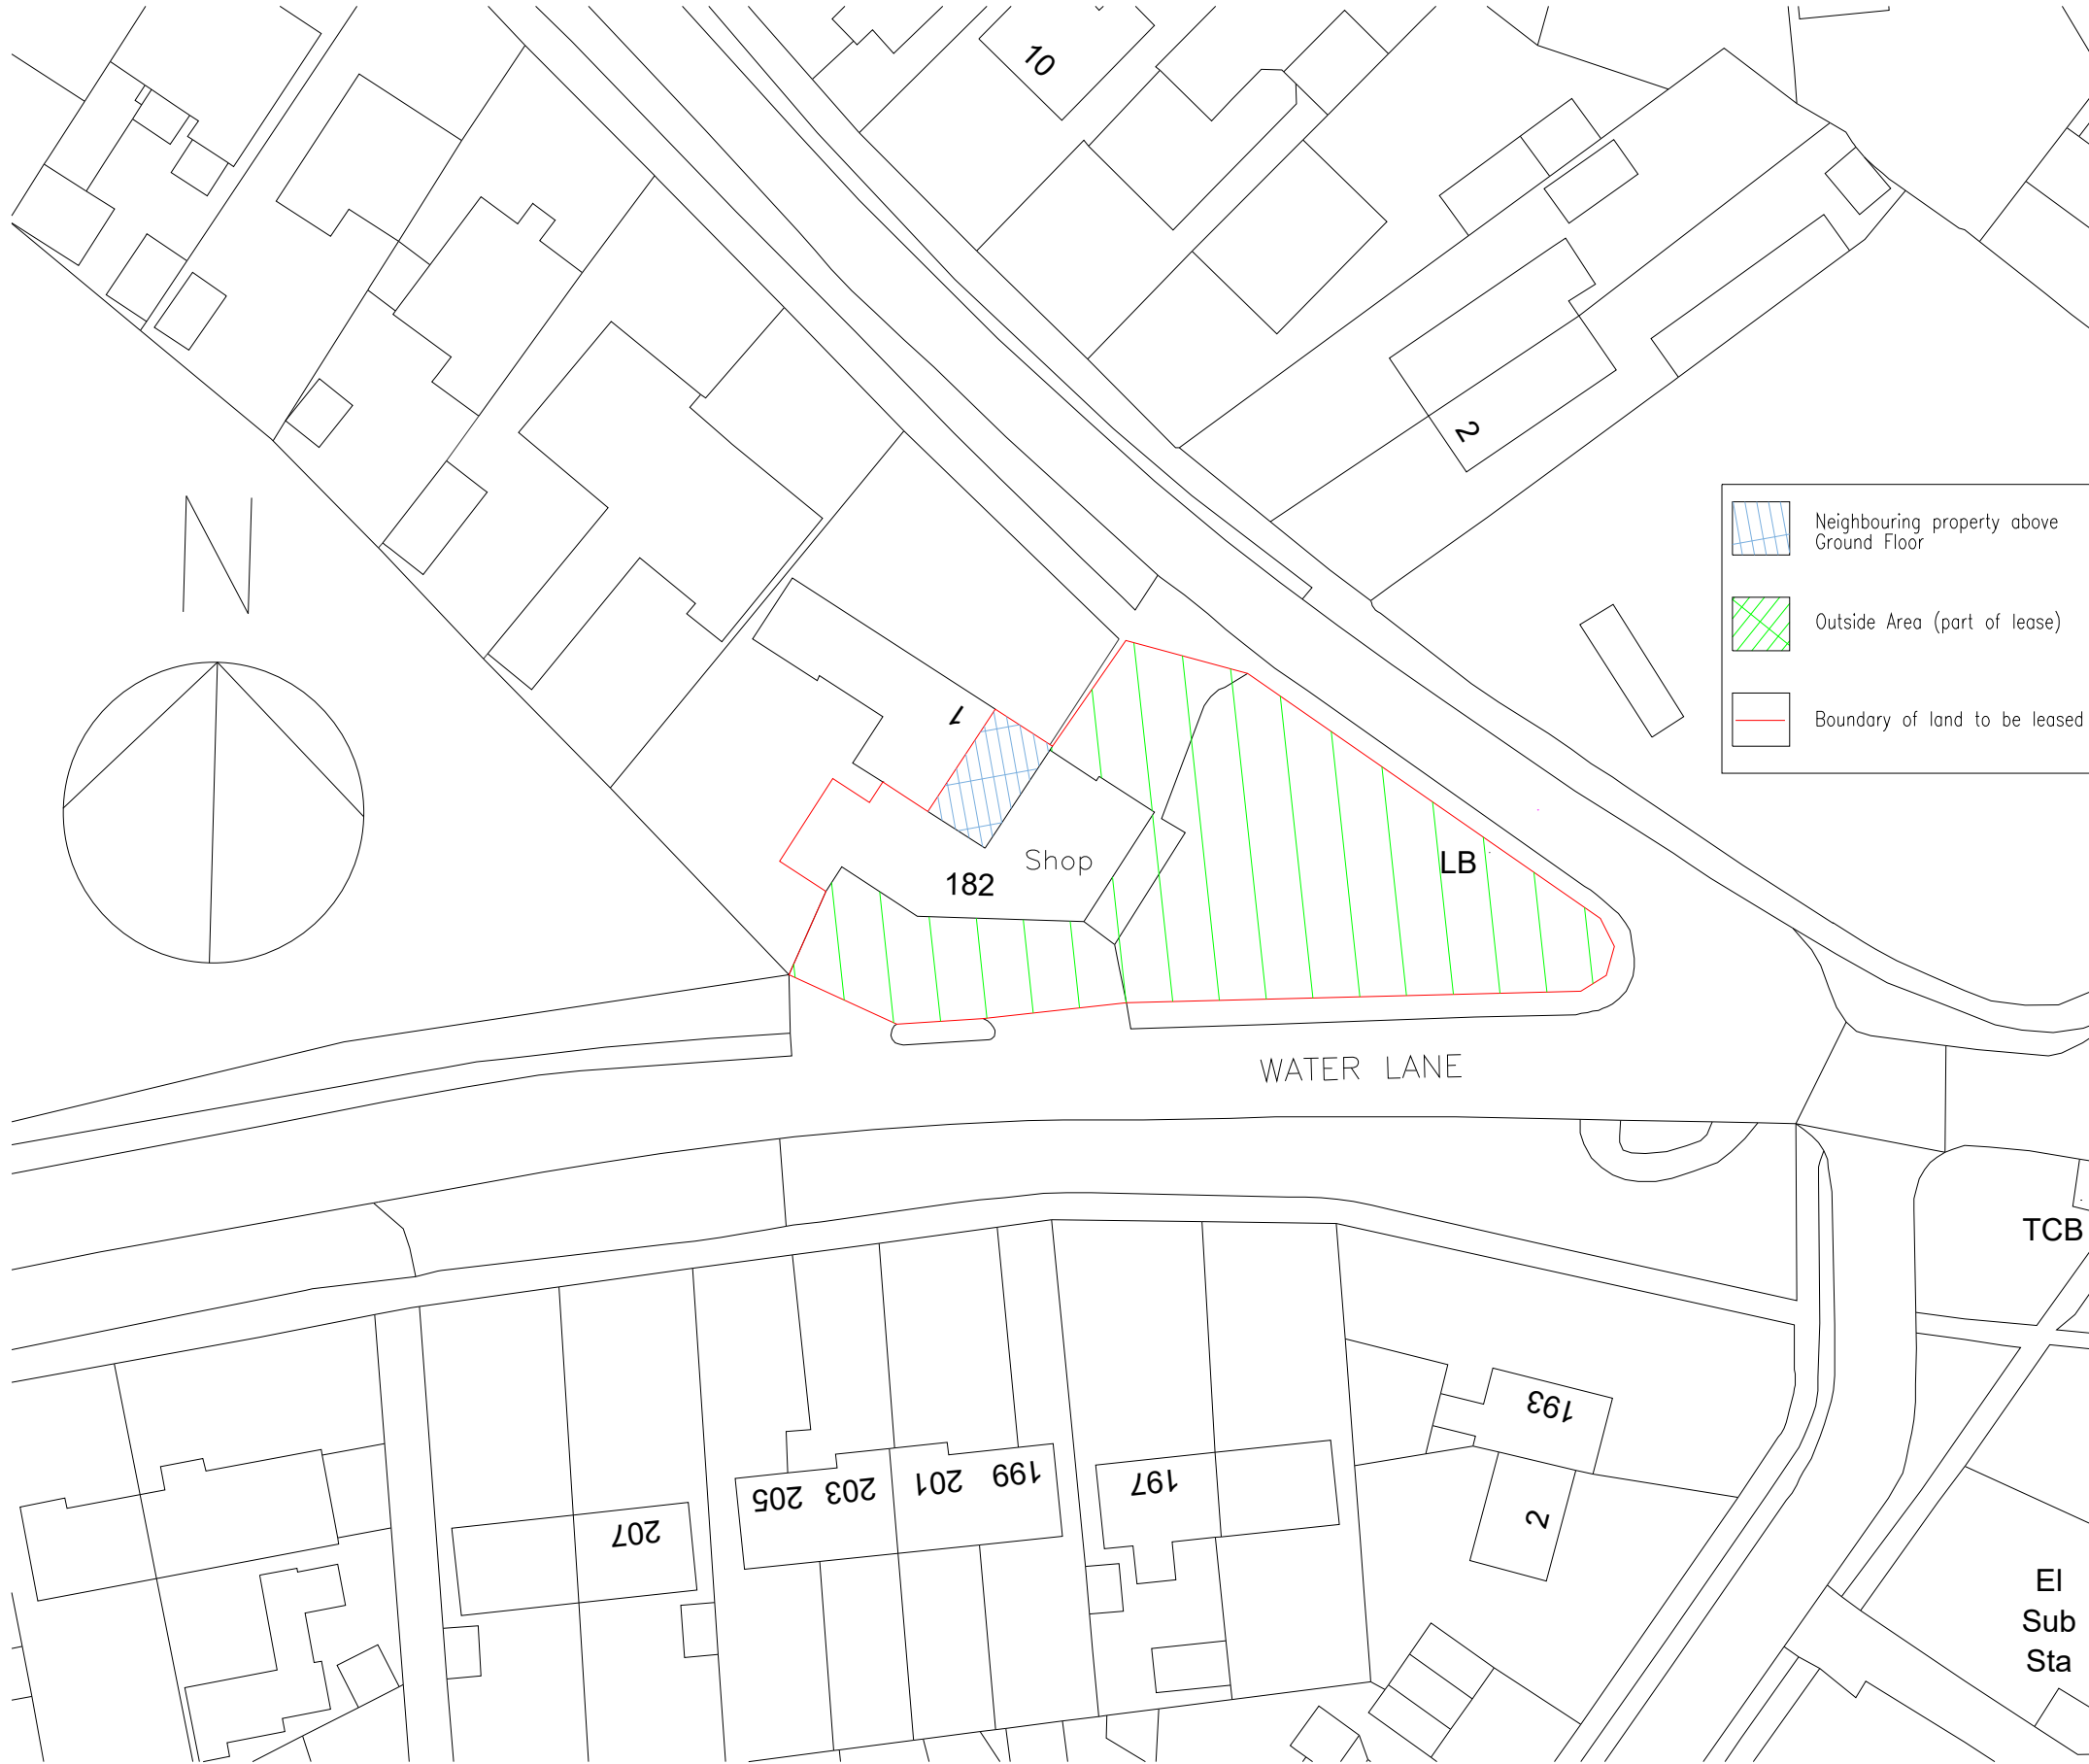 10
2
N
Neighbouring property above
Ground Floor
Outside Area (part of lease)
Boundary of land to be leased
1
Shop
182
LB
WATER LANE
TCB
193
205
203
201
199
197
207
2
El
Sub
Sta